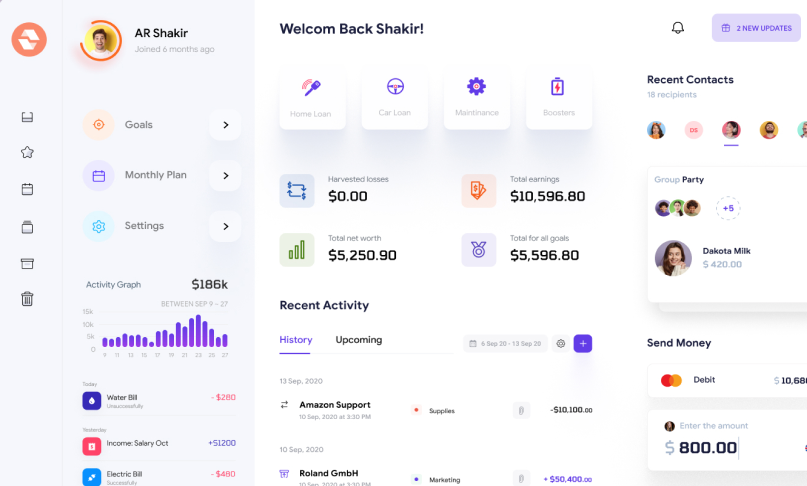 AR Shakir
Joined 6 months ago
Goals
Monthly Plan
Settings
Activity Graph
$186k
BETWEEN SEP 9 - 27
15k
10k
5k
0
9 11 13 15 17 19 21 23 25 27
Today
Water Bill
Unsuccessfully
- $280
Yesterday
Income: Salary Oct
+$1200
Electric Bill
Successfully
- $480
Welcom Back Shakir!
2 NEW UPDATES
Home Loan
Car Loan
Maintinance
Boosters
Harvested losses
$0.00
Total earnings
$10,596.80
Total net worth
$5,250.90
Total for all goals
$5,596.80
Recent Activity
History
Upcoming
6 Sep 20 - 13 Sep 20
+
13 Sep, 2020
Amazon Support
10 Sep, 2020 at 3:30 PM
Supplies
-$10,100.00
10 Sep, 2020
Roland GmbH
10 Sep, 2020 at 3:30 PM
Marketing
+ $50,400.00
Recent Contacts
18 recipients
DS
Group Party
+5
Dakota Milk
$ 420.00
Send Money
Debit
$ 10,680
Enter the amount
$ 800.00